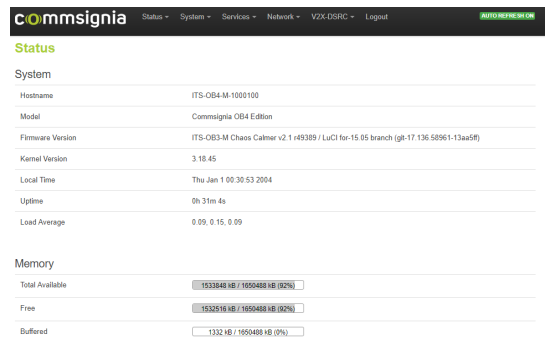 commsignia Status System Services Network V2X-DSRC Logout AUTO REFRESH ON
Status
System
Hostname ITS-OB4-M-1000100
Model Commsignia OB4 Edition
Firmware Version ITS-OB3-M Chaos Calmer v2.1 r49389 / LuCI for-15.05 branch (git-17.136.58961-13aa5ff)
Kernel Version 3.18.45
Local Time Thu Jan 1 00:30:53 2004
Uptime 0h 31m 4s
Load Average 0.09, 0.15, 0.09
Memory
Total Available 1533848 kB / 1650488 kB (92%)
Free 1532516 kB / 1650488 kB (92%)
Buffered 1332 kB / 1650488 kB (0%)